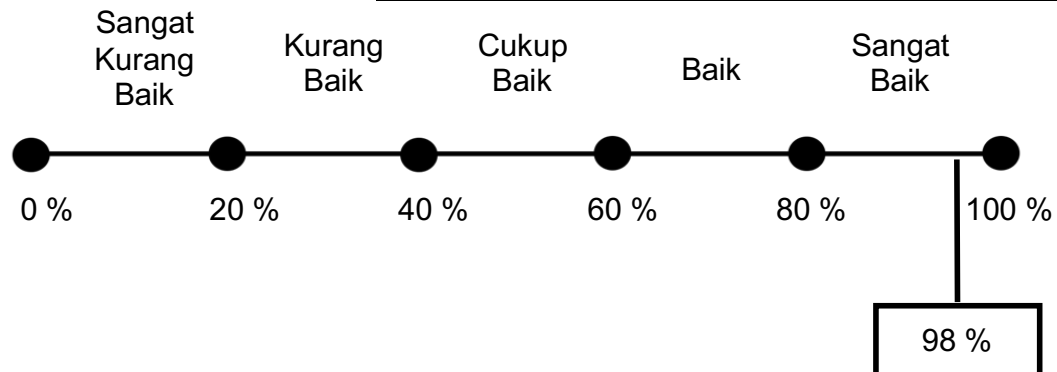 Sangat
Kurang
Baik
Kurang
Baik
Cukup
Baik
Baik
Sangat
Baik
0 %
20 %
40 %
60 %
80 %
100 %
98 %